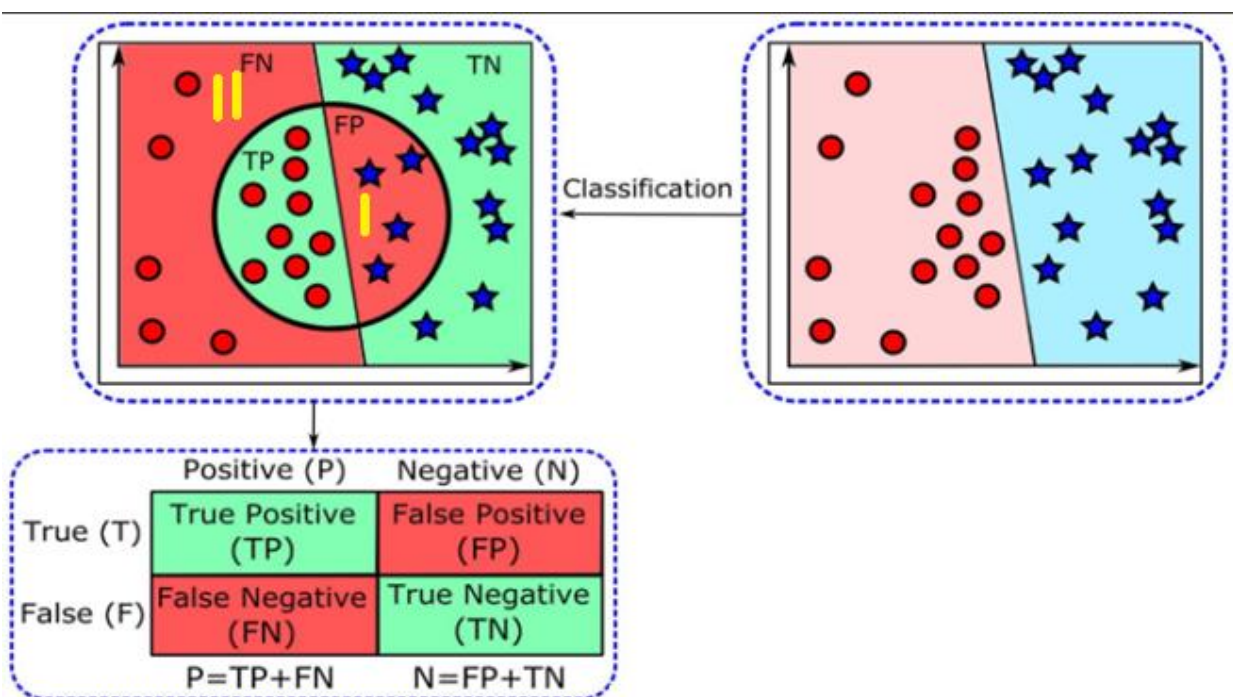 FN
TN
FP
TP
Classification
Positive (P)
Negative (N)
True (T)
True Positive
(TP)
False Positive
(FP)
False (F)
False Negative
(FN)
True Negative
(TN)
P=TP+FN
N=FP+TN